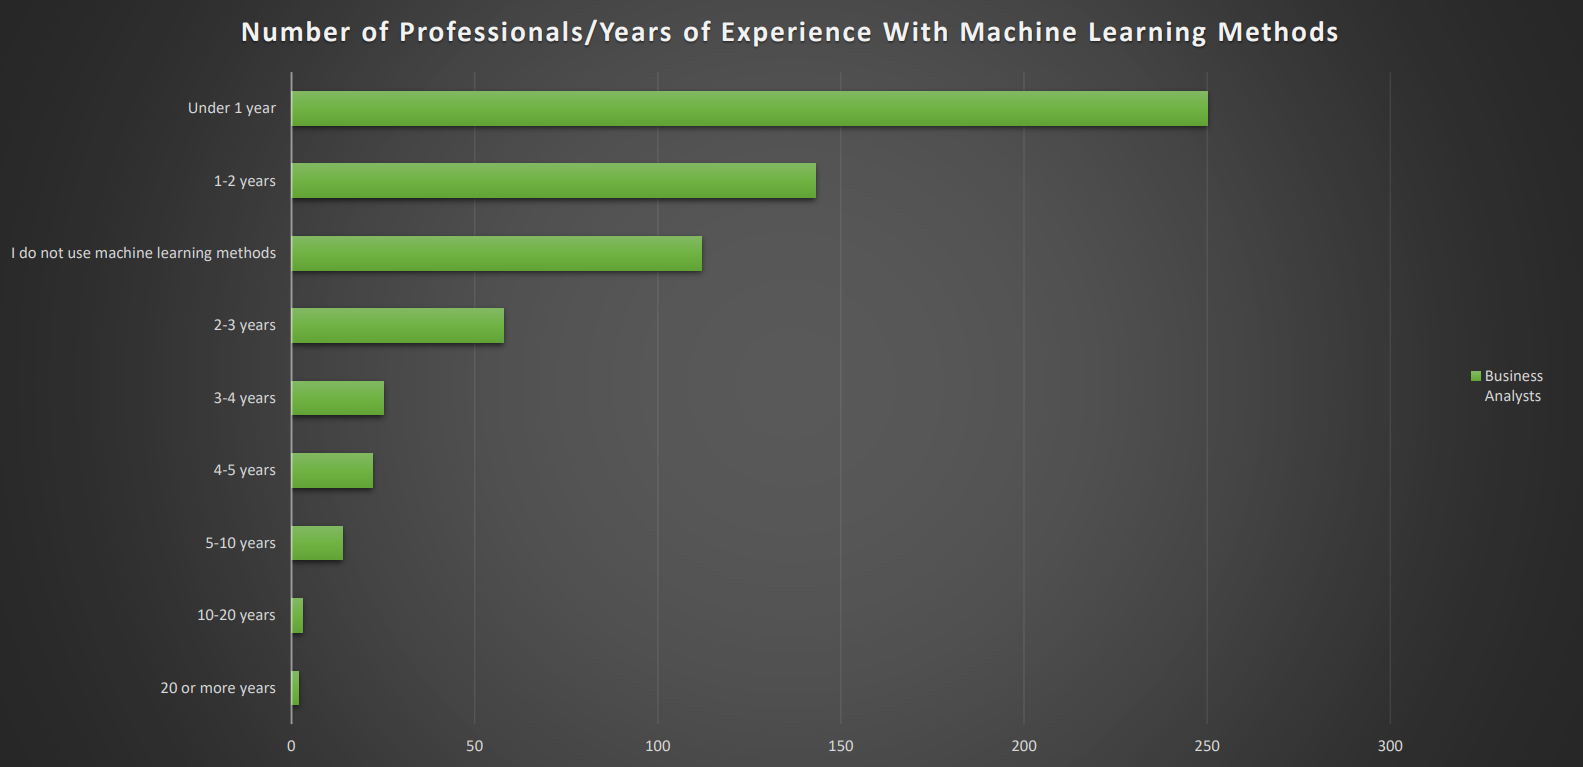 Number of Professionals/Years of Experience With Machine Learning Methods
Under 1 year
1-2 years
I do not use machine learning methods
2-3 years
3-4 years
4-5 years
5-10 years
10-20 years
20 or more years
0 50 100 150 200 250 300
Business
Analysts